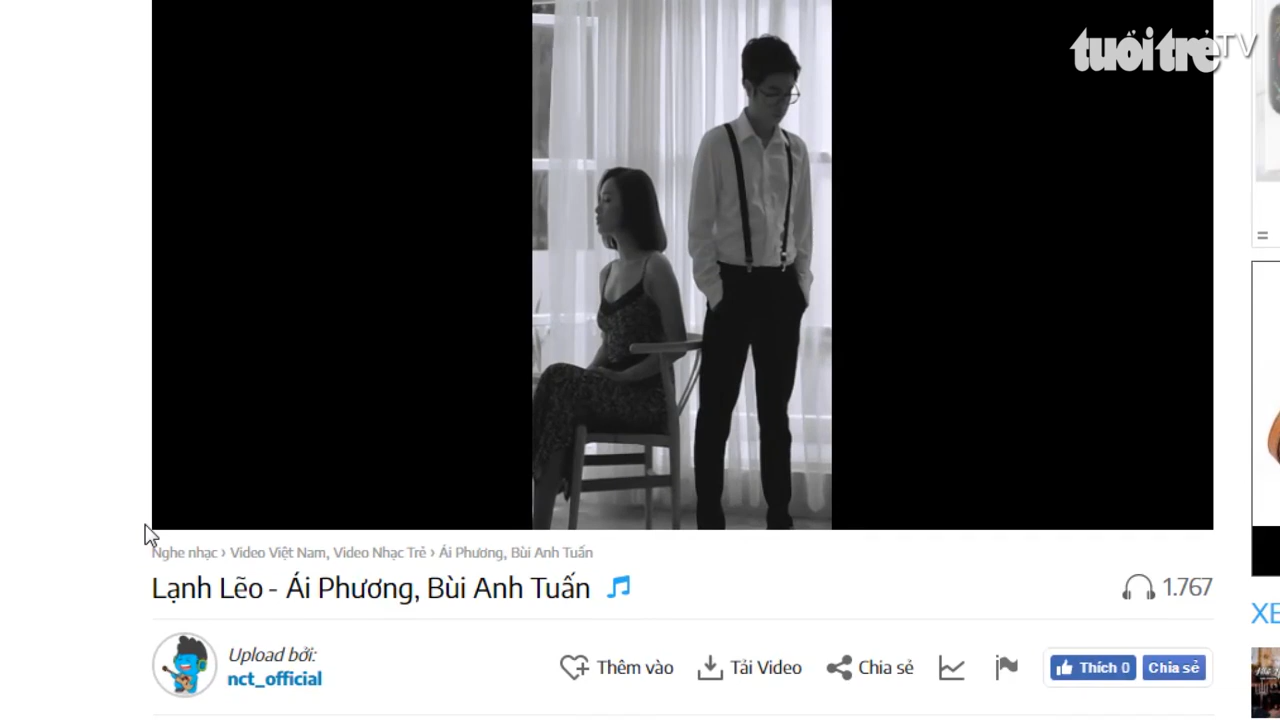 tuổi trẻ TV
Nghe nhạc › Video Việt Nam, Video Nhạc Trẻ › Ái Phương, Bùi Anh Tuấn
Lạnh Lẽo - Ái Phương, Bùi Anh Tuấn
1.767
Upload bởi:
nct_official
Thêm vào
Tải Video
Chia sẻ
Thích 0
Chia sẻ
XE